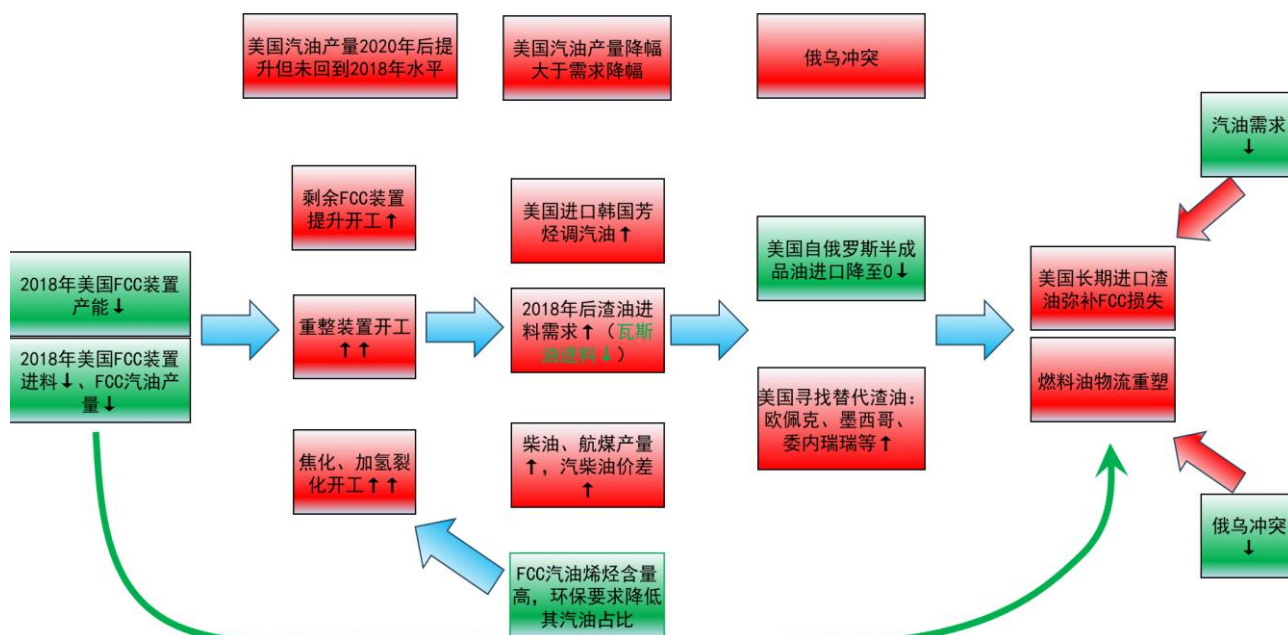 美国汽油产量2020年后提
升但未回到2018年水平
美国汽油产量降幅
大于需求降幅
俄乌冲突
汽油需求
↓
剩余FCC装置
提升开工↑
美国进口韩国芳
烃调汽油↑
美国自俄罗斯半成
品油进口降至0↓
2018年美国FCC装置
产能↓
2018年美国FCC装置
进料↓、FCC汽油产
量↓
重整装置开工
↑↑
2018年后渣油进
料需求↑（瓦斯
油进料↓）
美国长期进口渣
油弥补FCC损失
燃料油物流重塑
美国寻找替代渣油：
欧佩克、墨西哥、
委内瑞瑞等↑
焦化、加氢裂
化开工↑↑
柴油、航煤产量
↑，汽柴油价差
↑
俄乌冲突
↓
FCC汽油烯烃含量
高，环保要求降低
其汽油占比